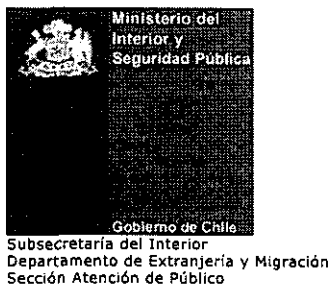 Ministerio del
Interior y
Seguridad Pública
Gobierno de Chile
Subsecretaría del Interior
Departamento de Extranjería y Migración
Sección Atención de Público